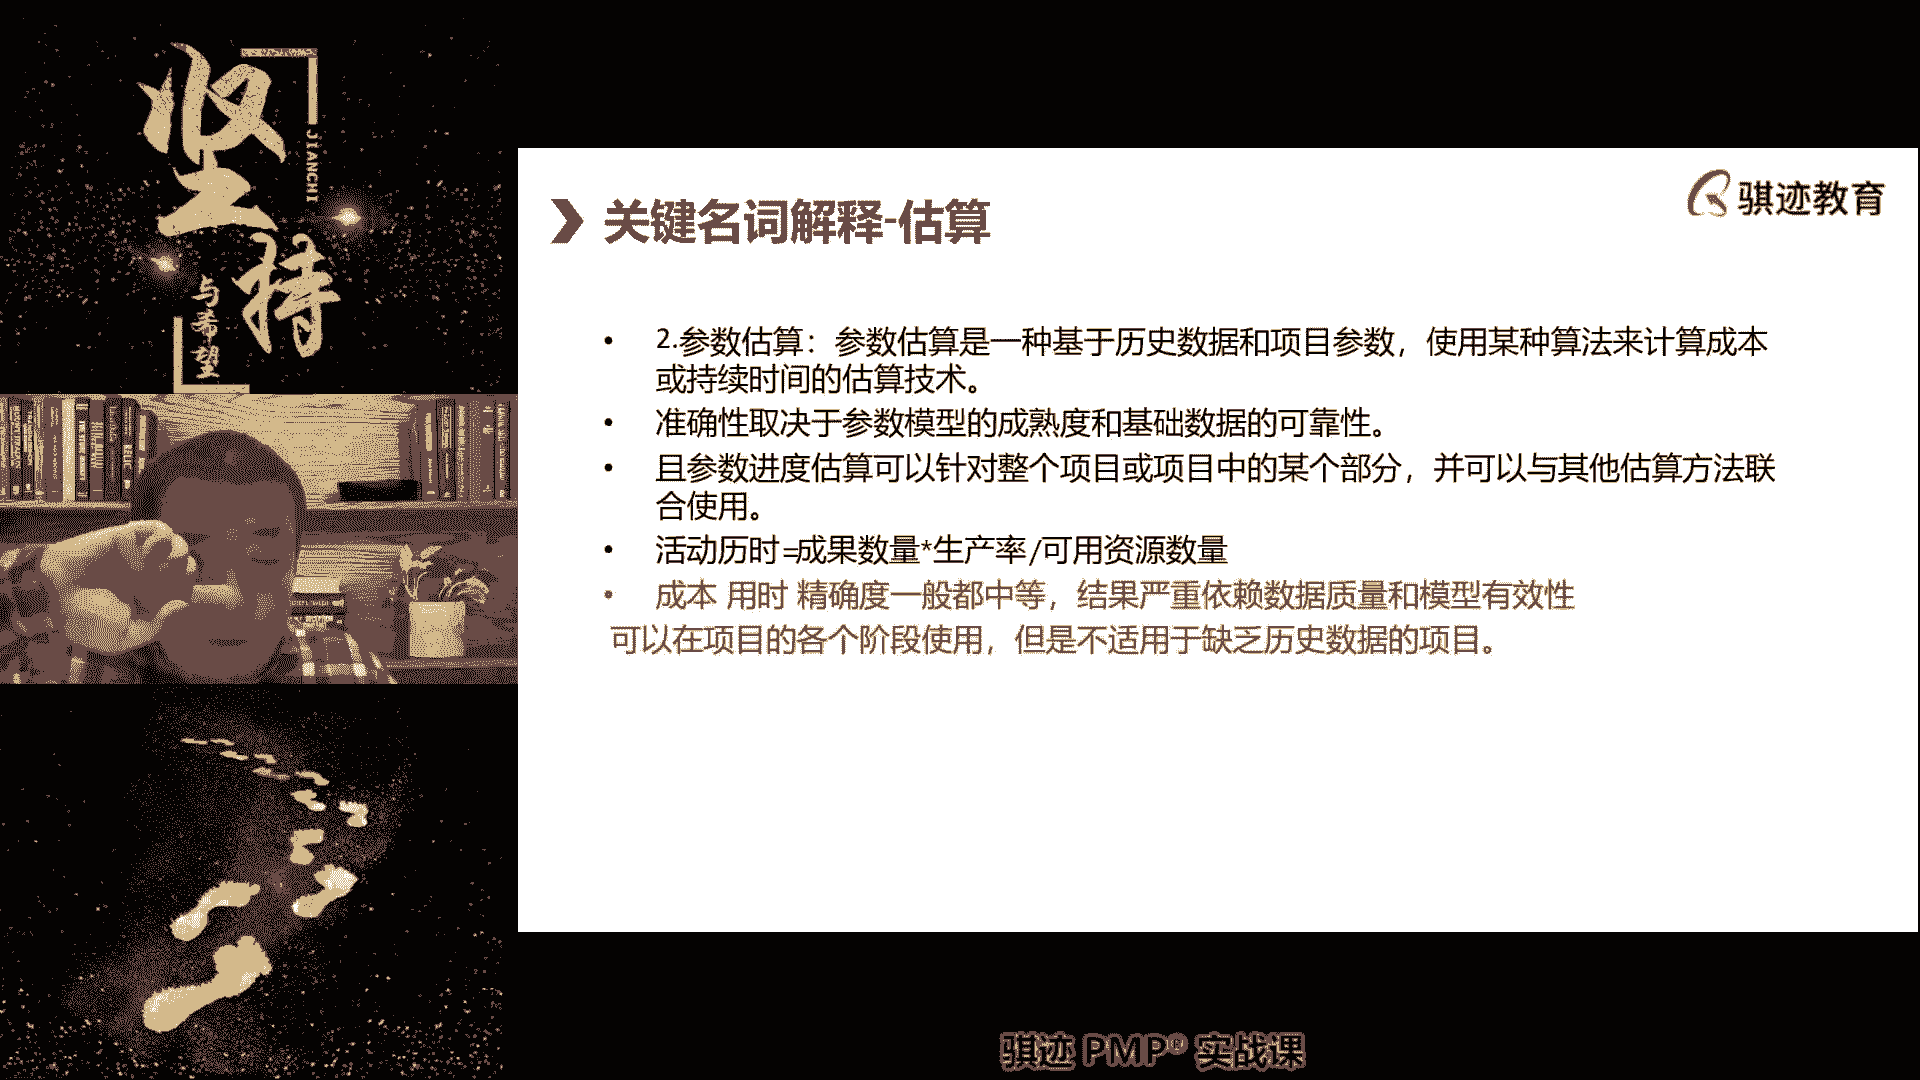 坚持
JIANCHI
与希望
骐迹教育
关键名词解释-估算
• 2.参数估算：参数估算是一种基于历史数据和项目参数，使用某种算法来计算成本
或持续时间的估算技术。
• 准确性取决于参数模型的成熟度和基础数据的可靠性。
• 且参数进度估算可以针对整个项目或项目中的某个部分，并可以与其他估算方法联
合使用。
• 活动历时=成果数量*生产率/可用资源数量
• 成本 用时 精确度一般都中等，结果严重依赖数据质量和模型有效性
可以在项目的各个阶段使用，但是不适用于缺乏历史数据的项目。
骐迹 PMP® 实战课